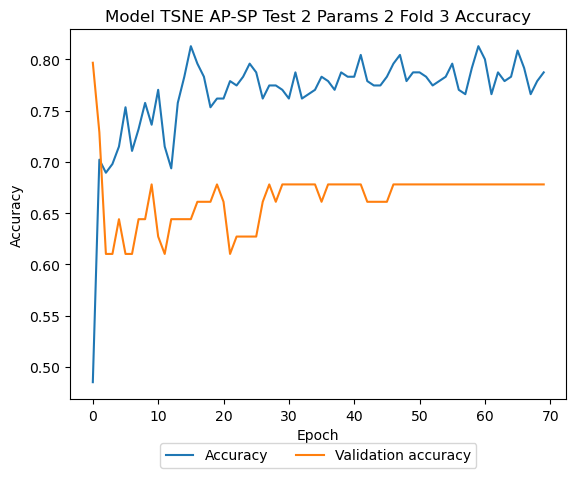 Model TSNE AP-SP Test 2 Params 2 Fold 3 Accuracy
0.80
0.75
0.70
0.65
0.60
0.55
0.50
Accuracy
0 10 20 30 40 50 60 70
Epoch
Accuracy Validation accuracy